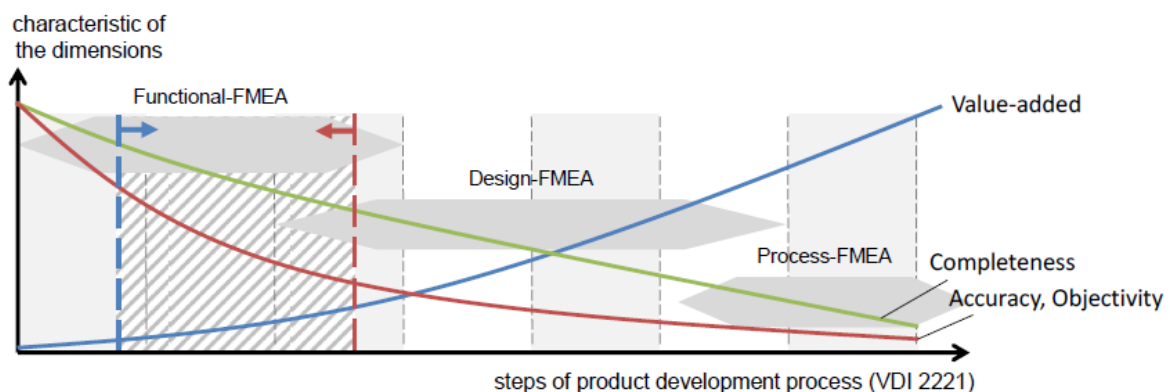 characteristic of
the dimensions
Functional-FMEA
Value-added
Design-FMEA
Process-FMEA
Completeness
Accuracy, Objectivity
steps of product development process (VDI 2221)